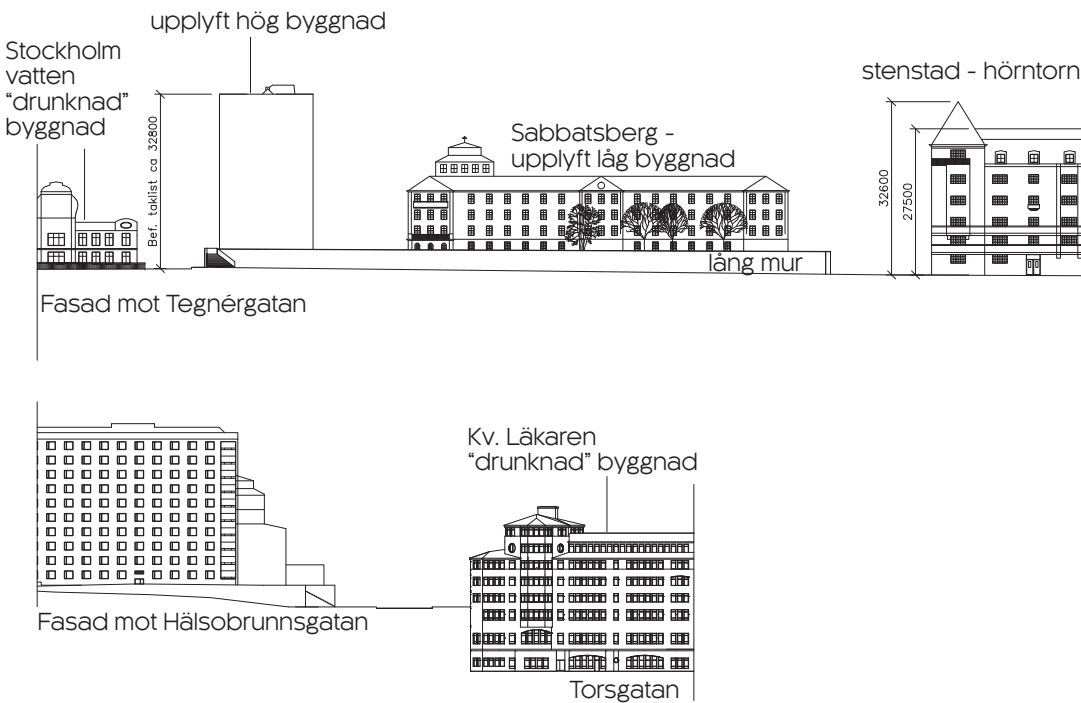 upplyft hög byggnad
Stockholm
vatten
“drunknad”
byggnad
stenstad - hörntorn
Bef. taklist ca 32800
Sabbatsberg -
upplyft låg byggnad
32600
27500
lång mur
Fasad mot Tegnérgatan
Kv. Läkaren
“drunknad” byggnad
Fasad mot Hälsobrunnsgatan
Torsgatan